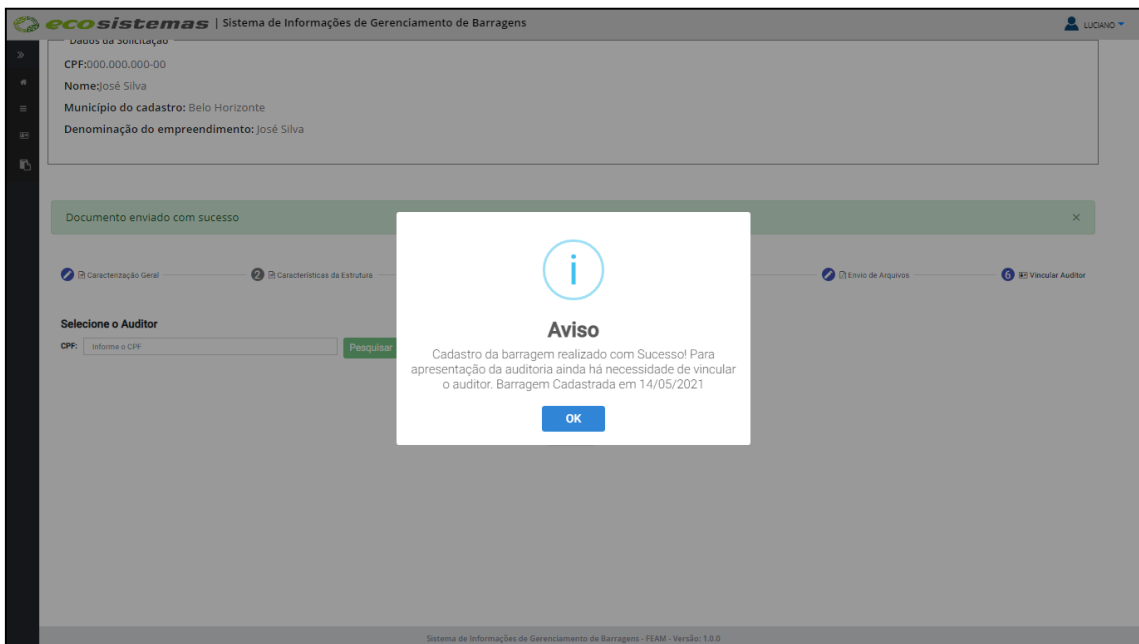 ecosistemas | Sistema de Informações de Gerenciamento de Barragens
LUCIANO
Dados da Solicitação
CPF:000.000.000-00
Nome:José Silva
Município do cadastro: Belo Horizonte
Denominação do empreendimento: José Silva
Documento enviado com sucesso
×
Caracterização Geral
2 Características da Estrutura
Envio de Arquivos
6 Vincular Auditor
Selecione o Auditor
CPF: Informe o CPF
Pesquisar
i
Aviso
Cadastro da barragem realizado com Sucesso! Para
apresentação da auditoria ainda há necessidade de vincular
o auditor. Barragem Cadastrada em 14/05/2021
OK
Sistema de Informações de Gerenciamento de Barragens - FEAM - Versão: 1.0.0